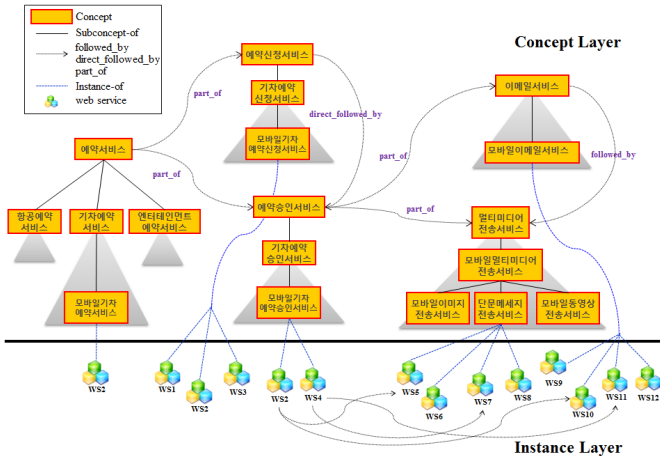 Concept
Subconcept-of
followed_by
direct_followed_by
part_of
Instance-of
web service
Concept Layer
예약신청서비스
기차예약
신청서비스
모바일기자
예약신청서비스
part_of
direct_followed_by
이메일서비스
모바일이메일서비스
followed_by
part_of
예약서비스
part_of
항공예약
서비스
기차예약
서비스
엔터테인먼트
예약서비스
모바일기자
예약서비스
예약승인서비스
기차예약
승인서비스
모바일기자
예약승인서비스
part_of
멀티미디어
전송서비스
모바일멀티미디어
전송서비스
모바일이미지
전송서비스
단문메세지
전송서비스
모바일동영상
전송서비스
WS2
WS1
WS2
WS3
WS2
WS4
WS5
WS6
WS7
WS8
WS9
WS10
WS11
WS12
Instance Layer